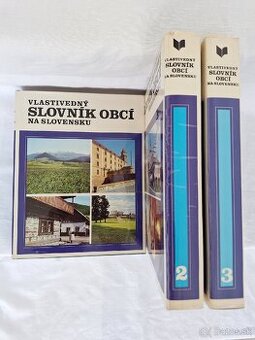 VLASTIVEDNÝ
SLOVNÍK OBCÍ
NA SLOVENSKU
VLASTIVEDNÝ
SLOVNÍK
OBCÍ
NA SLOVENSKU
2
VLASTIVEDNÝ
SLOVNÍK
OBCÍ
NA SLOVENSKU
3